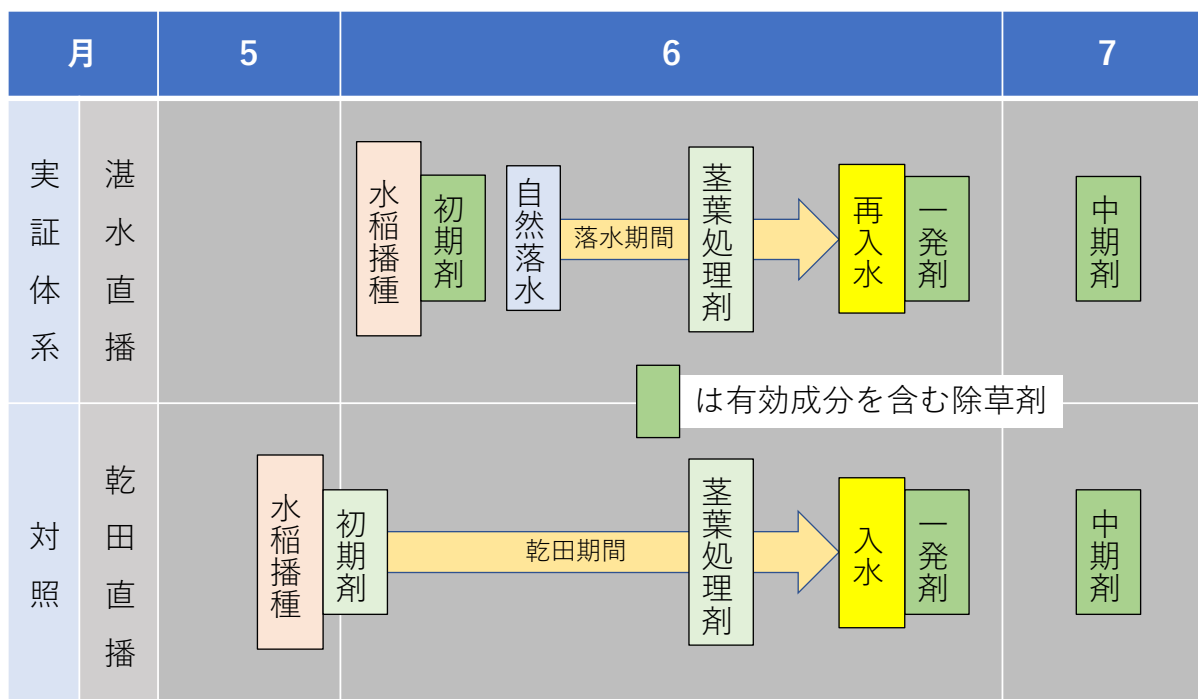 月
5
6
7
実証体系
湛水直播
水稲播種
初期剤
自然落水
落水期間
茎葉処理剤
再入水
一発剤
中期剤
は有効成分を含む除草剤
対照
乾田直播
水稲播種
初期剤
乾田期間
茎葉処理剤
入水
一発剤
中期剤